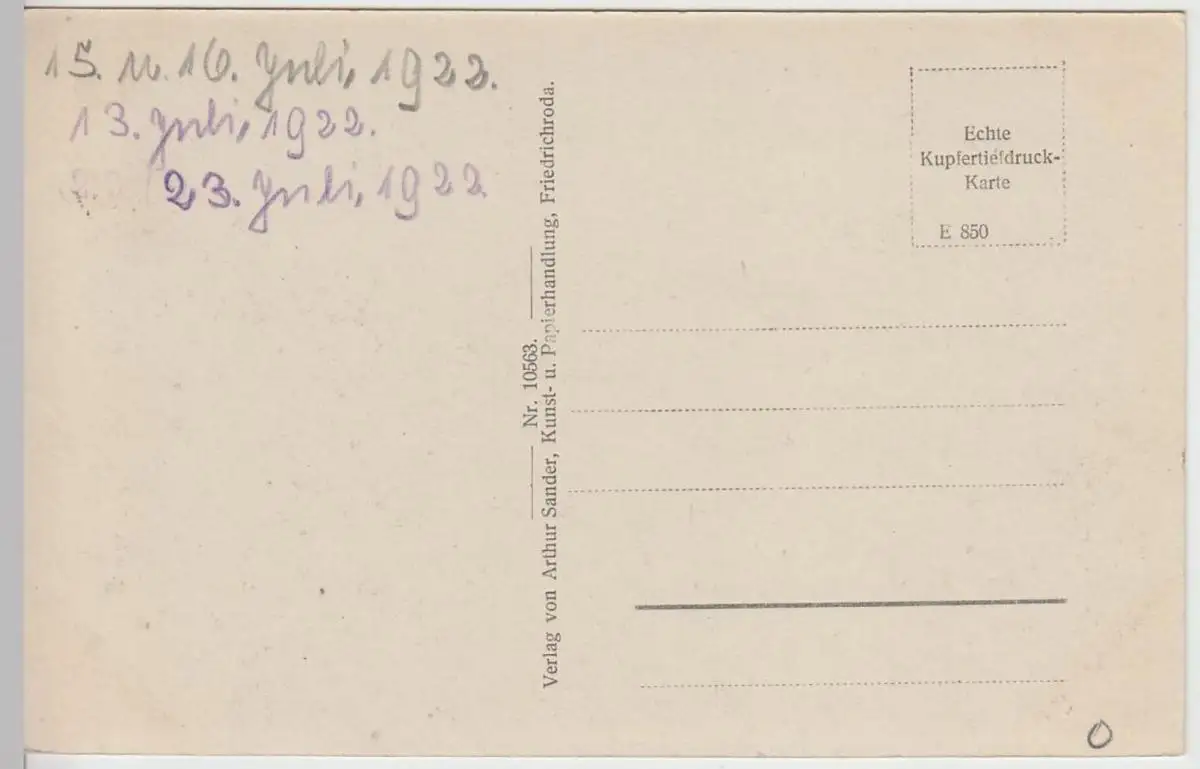 15. u. 16. Juli, 1922.
13. Juli, 1922.
23. Juli, 1922
Nr. 10563.
Verlag von Arthur Sander, Kunst- u. Papierhandlung, Friedrichroda.
Echte
Kupfertiefdruck-
Karte
E 850